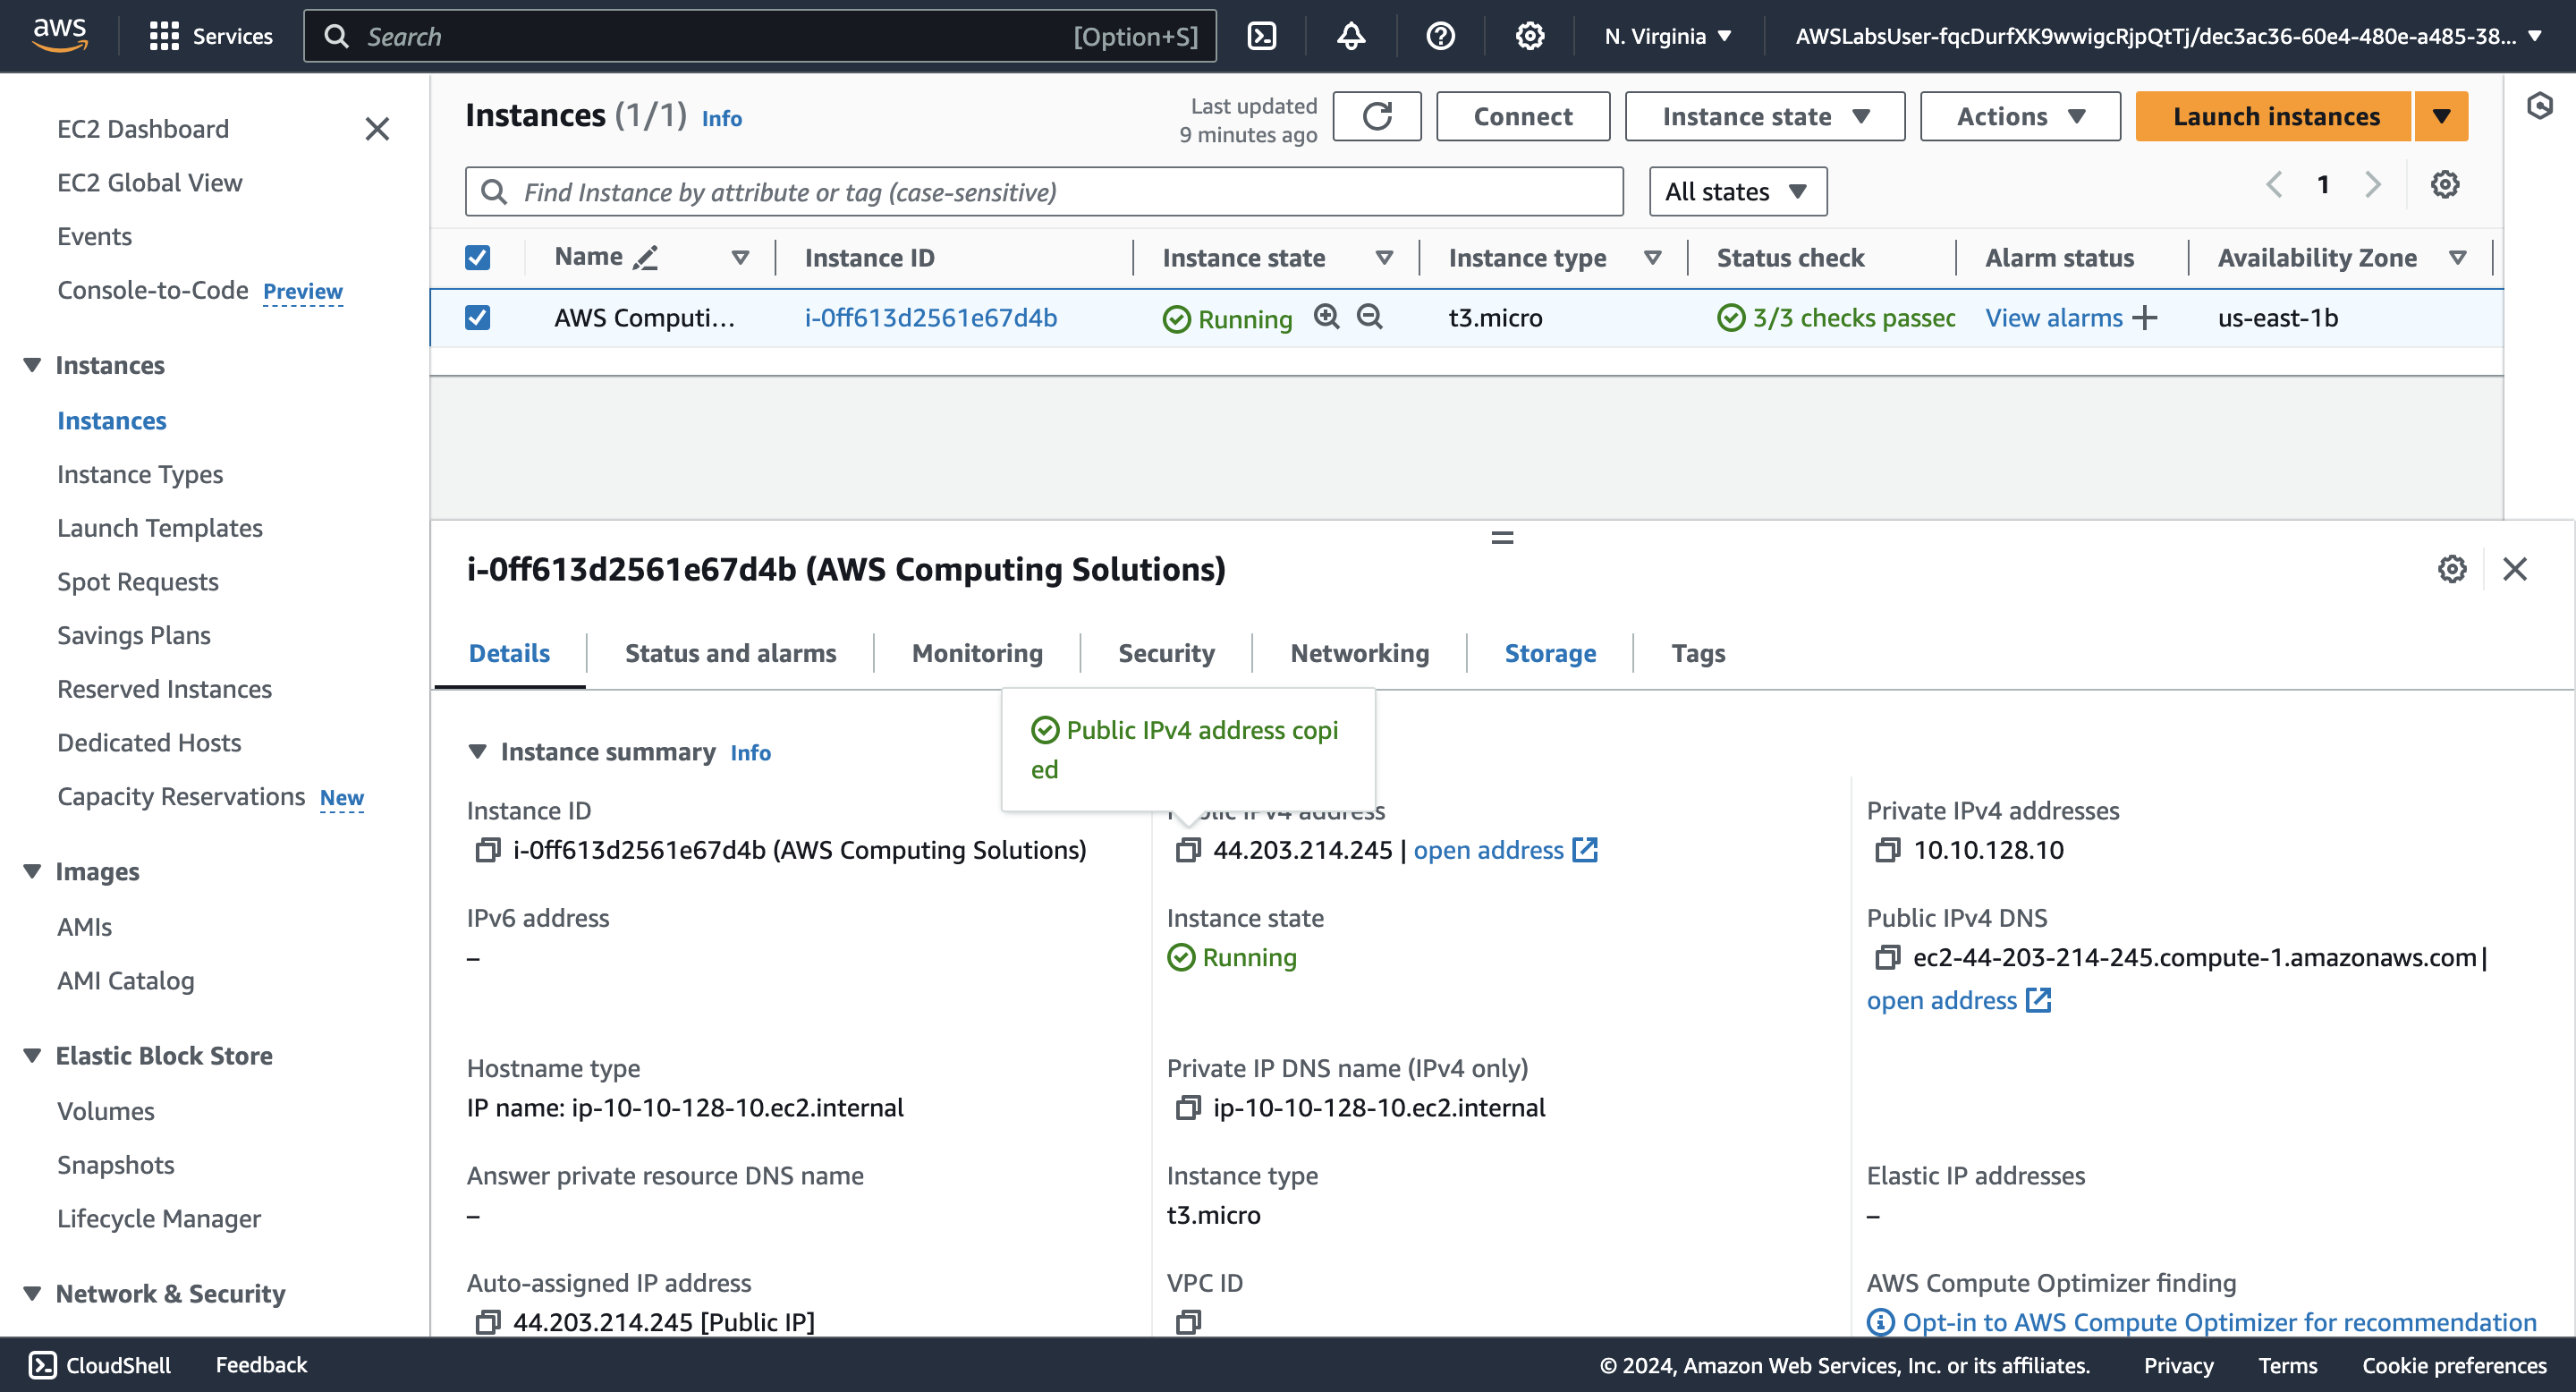 aws
Services
Search
[Option+S]
N. Virginia
AWSLabsUser-fqcDurfXK9wwigcRjpQtTj/dec3ac36-60e4-480e-a485-38...
EC2 Dashboard
EC2 Global View
Events
Console-to-Code Preview
Instances
Instances
Instance Types
Launch Templates
Spot Requests
Savings Plans
Reserved Instances
Dedicated Hosts
Capacity Reservations New
Images
AMIs
AMI Catalog
Elastic Block Store
Volumes
Snapshots
Lifecycle Manager
Network & Security
Instances (1/1) Info
Last updated
9 minutes ago
Connect
Instance state
Actions
Launch instances
Find Instance by attribute or tag (case-sensitive)
All states
1
Name
Instance ID
Instance state
Instance type
Status check
Alarm status
Availability Zone
AWS Computi...
i-0ff613d2561e67d4b
Running
t3.micro
3/3 checks passed
View alarms
us-east-1b
i-0ff613d2561e67d4b (AWS Computing Solutions)
Details
Status and alarms
Monitoring
Security
Networking
Storage
Tags
Public IPv4 address copi
ed
Instance summary Info
Instance ID
i-0ff613d2561e67d4b (AWS Computing Solutions)
Public IPv4 address
44.203.214.245 | open address
Private IPv4 addresses
10.10.128.10
IPv6 address
–
Instance state
Running
Public IPv4 DNS
ec2-44-203-214-245.compute-1.amazonaws.com |
open address
Hostname type
IP name: ip-10-10-128-10.ec2.internal
Private IP DNS name (IPv4 only)
ip-10-10-128-10.ec2.internal
Answer private resource DNS name
–
Instance type
t3.micro
Elastic IP addresses
–
Auto-assigned IP address
44.203.214.245 [Public IP]
VPC ID
AWS Compute Optimizer finding
Opt-in to AWS Compute Optimizer for recommendation
CloudShell
Feedback
© 2024, Amazon Web Services, Inc. or its affiliates.
Privacy
Terms
Cookie preferences